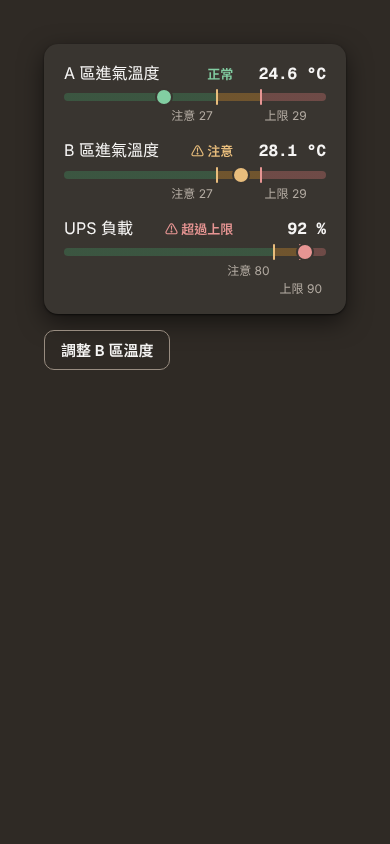 A 區進氣溫度 正常 24.6 °C
注意 27 上限 29
B 區進氣溫度 注意 28.1 °C
注意 27 上限 29
UPS 負載 超過上限 92 %
注意 80
上限 90
調整 B 區溫度